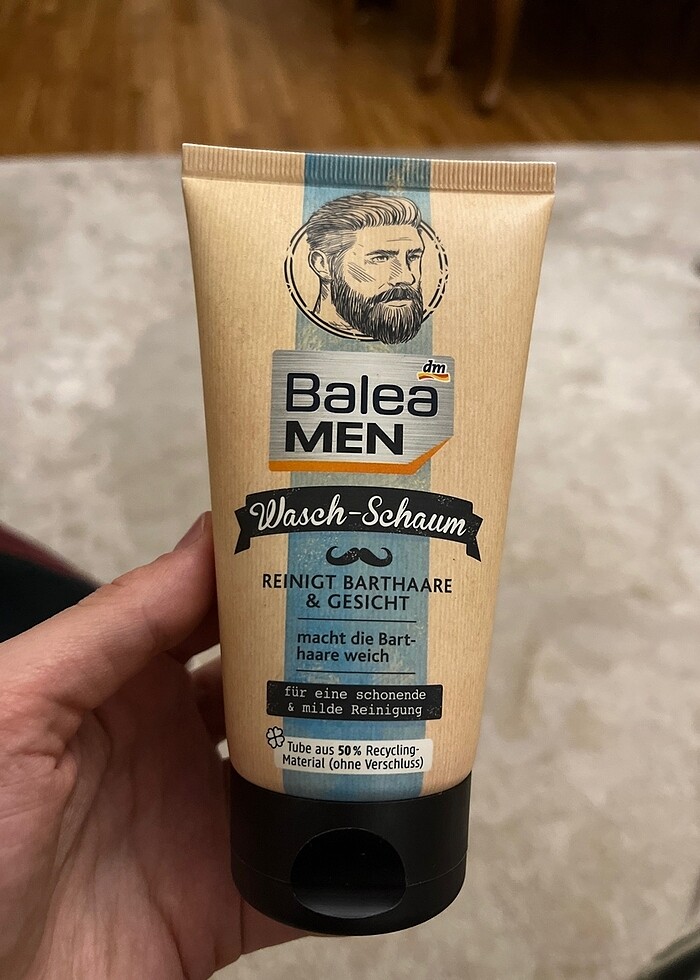 dm
Balea
MEN
Wasch-Schaum
REINIGT BARTHAARE
& GESICHT
macht die Bart-
haare weich
für eine schonende
& milde Reinigung
Tube aus 50% Recycling-
Material (ohne Verschluss)